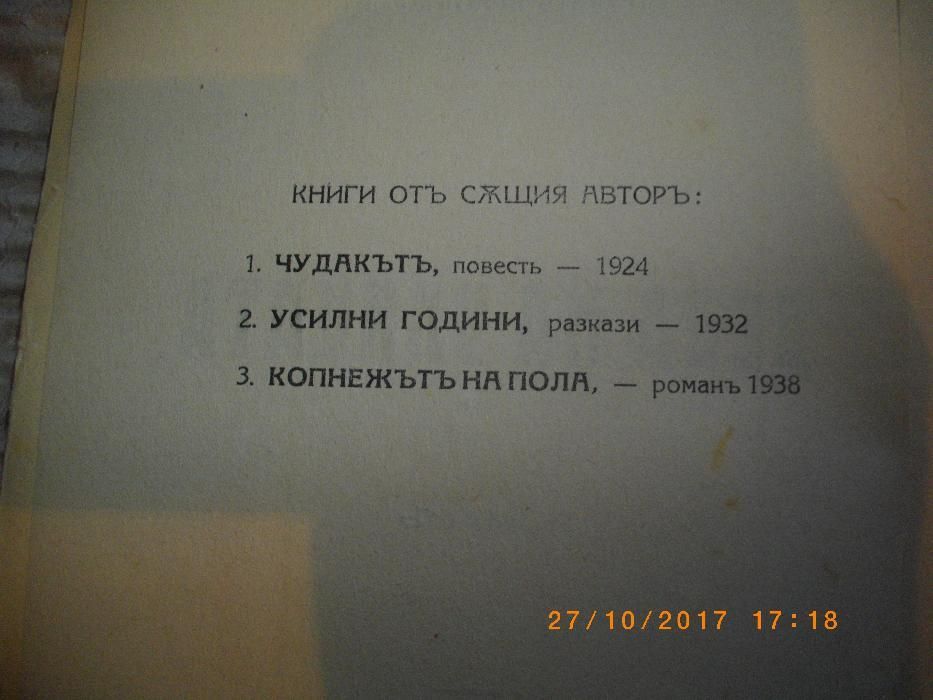 КНИГИ ОТЪ СѪЩИЯ АВТОРЪ:
1. ЧУДАКЪТЪ, повесть — 1924
2. УСИЛНИ ГОДИНИ, разкази — 1932
3. КОПНЕЖЪТЪ НА ПОЛА, — романъ 1938
27/10/2017 17:18